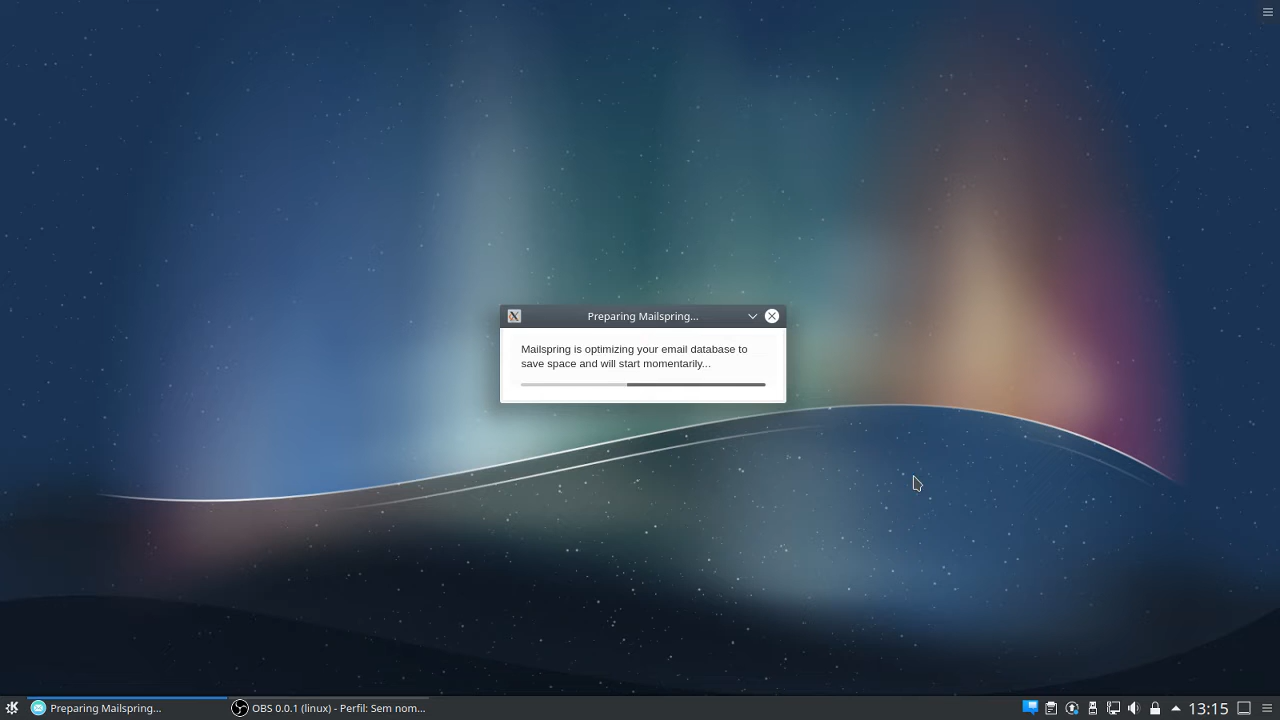 Preparing Mailspring...
Mailspring is optimizing your email database to
save space and will start momentarily...
Preparing Mailspring...
OBS 0.0.1 (linux) - Perfil: Sem nom...
13:15